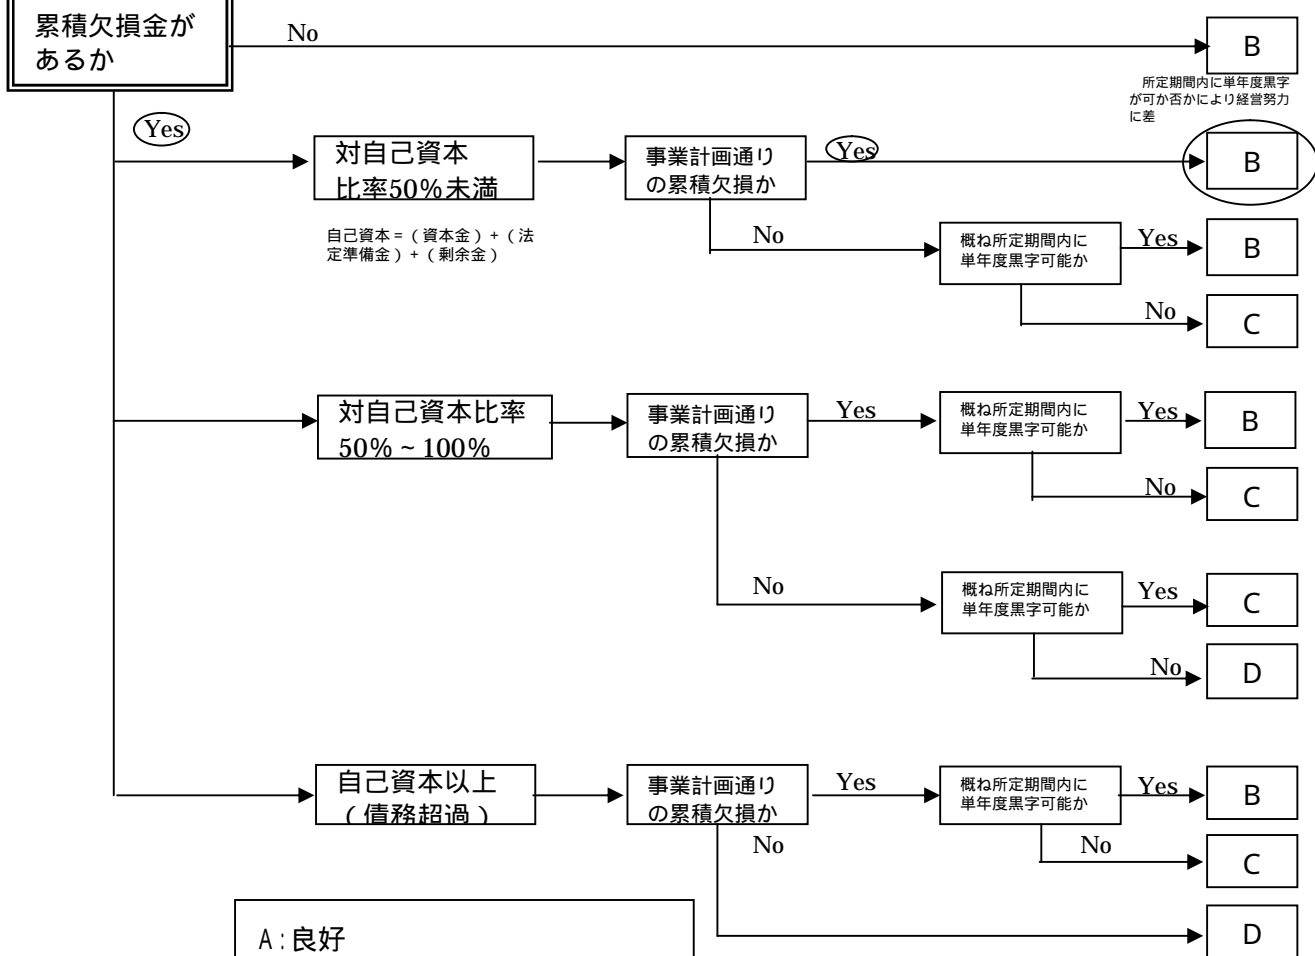 累積欠損金が
あるか
No
B
所定期間内に単年度黒字
が可か否かにより経営努力
に差
Yes
対自己資本
比率50％未満
事業計画通り
の累積欠損か
Yes
B
自己資本＝（資本金）＋（法
定準備金）＋（剰余金）
No
概ね所定期間内に
単年度黒字可能か
Yes
B
No
C
対自己資本比率
50％～100％
事業計画通り
の累積欠損か
Yes
概ね所定期間内に
単年度黒字可能か
Yes
B
No
C
No
概ね所定期間内に
単年度黒字可能か
Yes
C
No
D
自己資本以上
（債務超過）
事業計画通り
の累積欠損か
Yes
概ね所定期間内に
単年度黒字可能か
Yes
B
No
No
C
D
A：良好